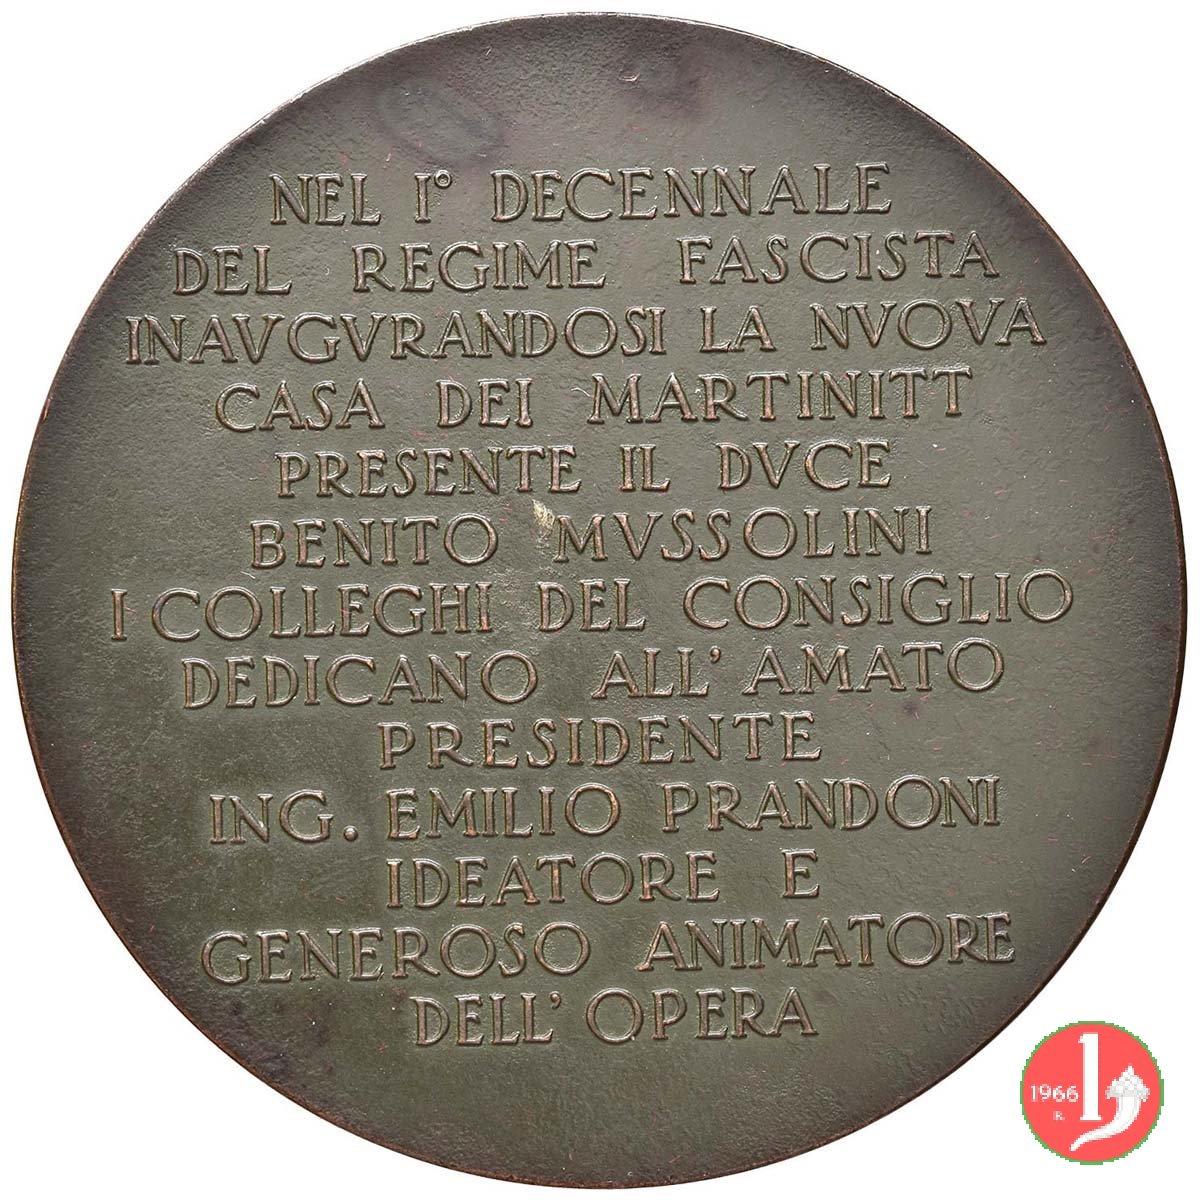 NEL I° DECENNALE
DEL REGIME FASCISTA
INAVGVRANDOSI LA NVOVA
CASA DEI MARTINITT
PRESENTE IL DVCE
BENITO MVSSOLINI
I COLLEGHI DEL CONSIGLIO
DEDICANO ALL' AMATO
PRESIDENTE
ING. EMILIO PRANDONI
IDEATORE E
GENEROSO ANIMATORE
DELL' OPERA
1966 L
R